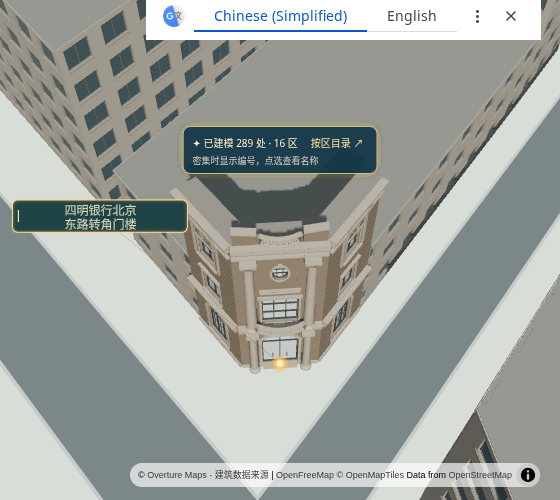 Chinese (Simplified) English
✦ 已建模 289 处 · 16 区 按区目录 ↗
密集时显示编号，点选查看名称
四明银行北京
东路转角门楼
© Overture Maps · 建筑数据来源 | OpenFreeMap © OpenMapTiles Data from OpenStreetMap